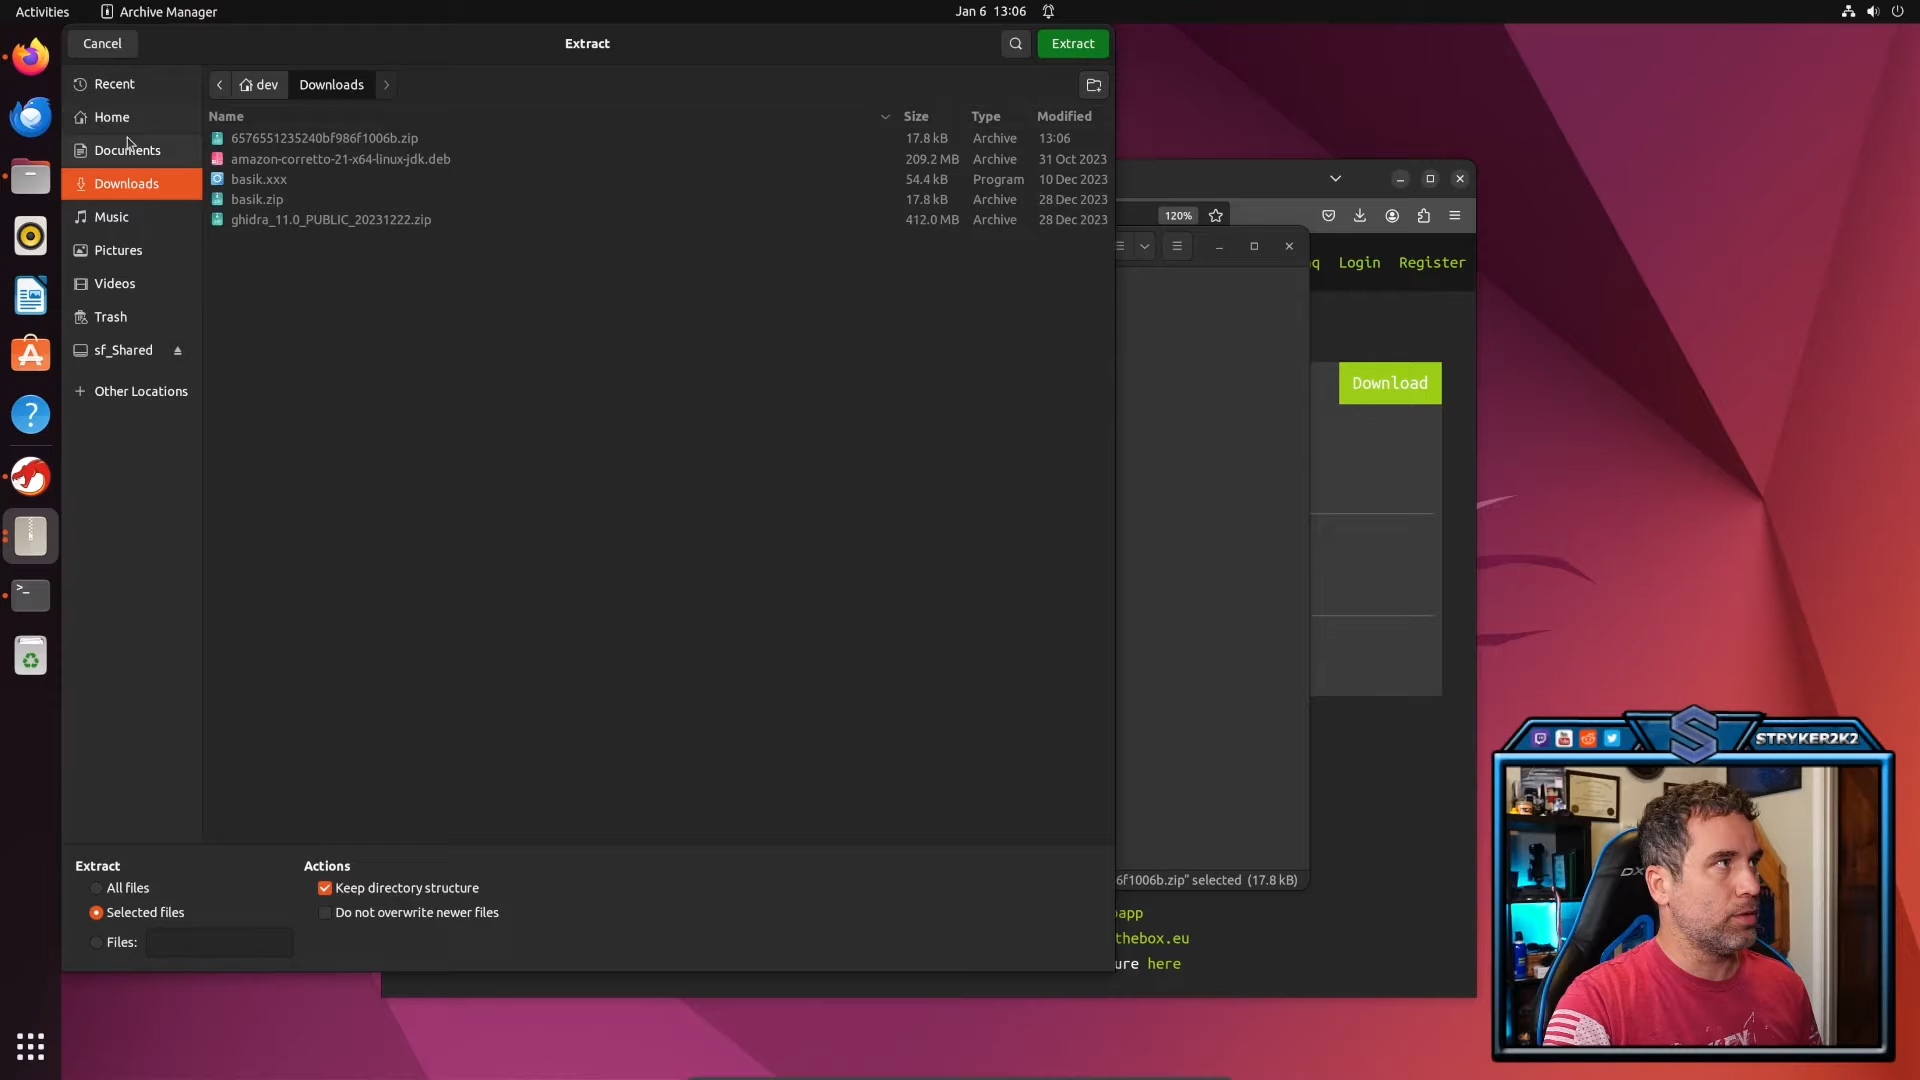 Activities Archive Manager Jan 6 13:06
Cancel Extract Extract
Recent
Home
Documents
Downloads
Music
Pictures
Videos
Trash
sf_Shared
Other Locations
dev Downloads
Name Size Type Modified
6576551235240bf986f1006b.zip 17.8 kB Archive 13:06
amazon-corretto-21-x64-linux-jdk.deb 209.2 MB Archive 31 Oct 2023
basik.xxx 54.4 kB Program 10 Dec 2023
basik.zip 17.8 kB Archive 28 Dec 2023
ghidra_11.0_PUBLIC_20231222.zip 412.0 MB Archive 28 Dec 2023
120%
Login Register
Download
Extract
All files
Selected files
Files:
Actions
Keep directory structure
Do not overwrite newer files
6f1006b.zip" selected (17.8 kB)
thebox.eu
ure here
STRYKER2K2